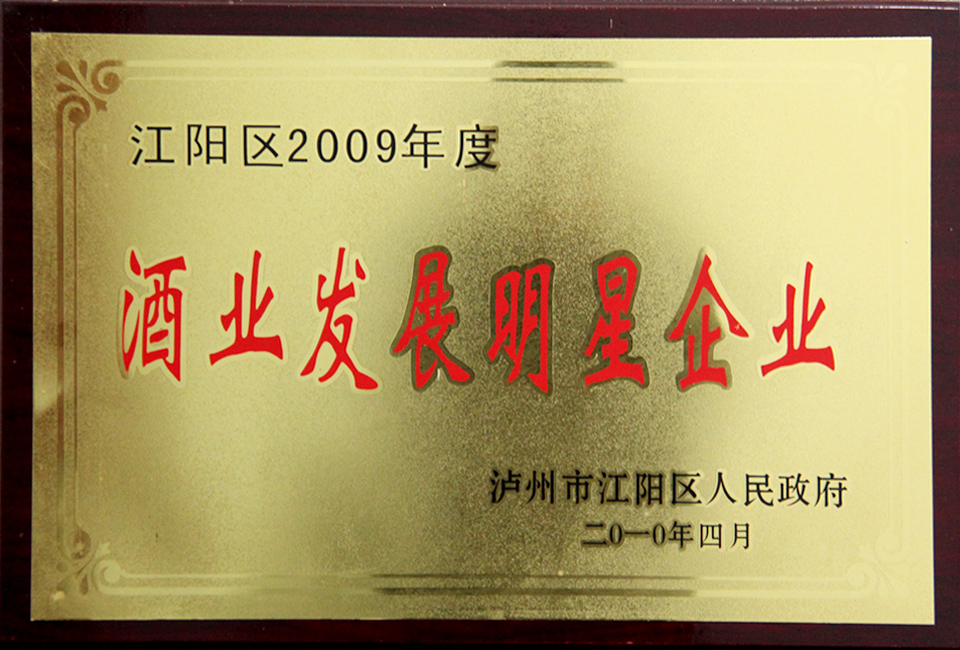 江阳区2009年度
酒业发展明星企业
泸州市江阳区人民政府
二0一0年四月